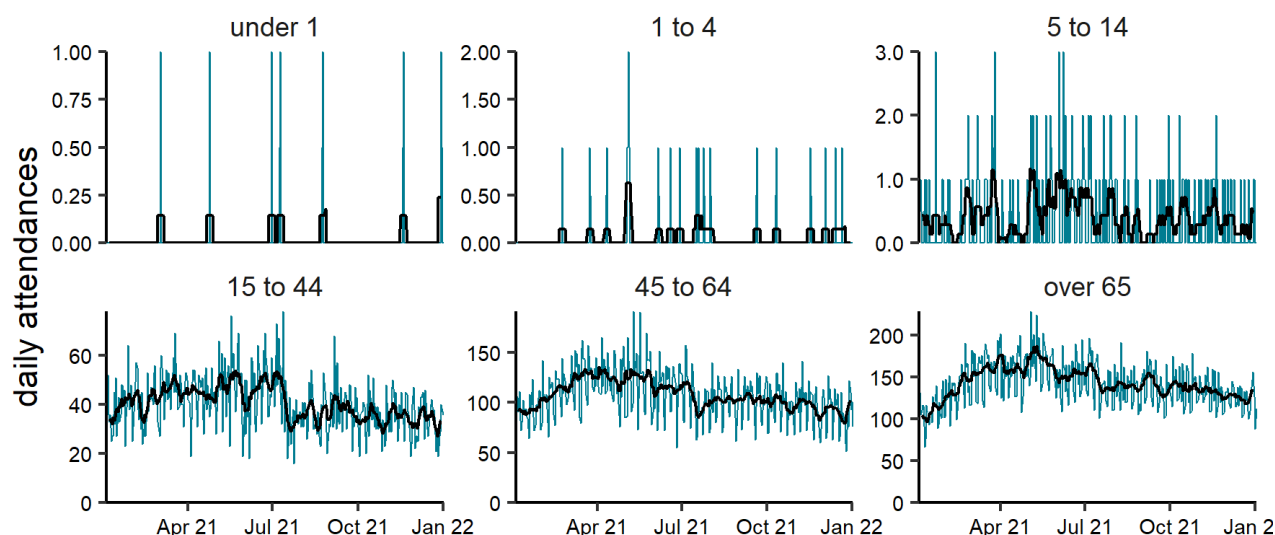 under 1
1 to 4
5 to 14
1.00
0.75
0.50
0.25
0.00
2.00
1.50
1.00
0.50
0.00
3.0
2.0
1.0
0.0
daily attendances
15 to 44
45 to 64
over 65
60
40
20
0
150
100
50
0
200
150
100
50
0
Apr 21 Jul 21 Oct 21 Jan 22
Apr 21 Jul 21 Oct 21 Jan 22
Apr 21 Jul 21 Oct 21 Jan 2